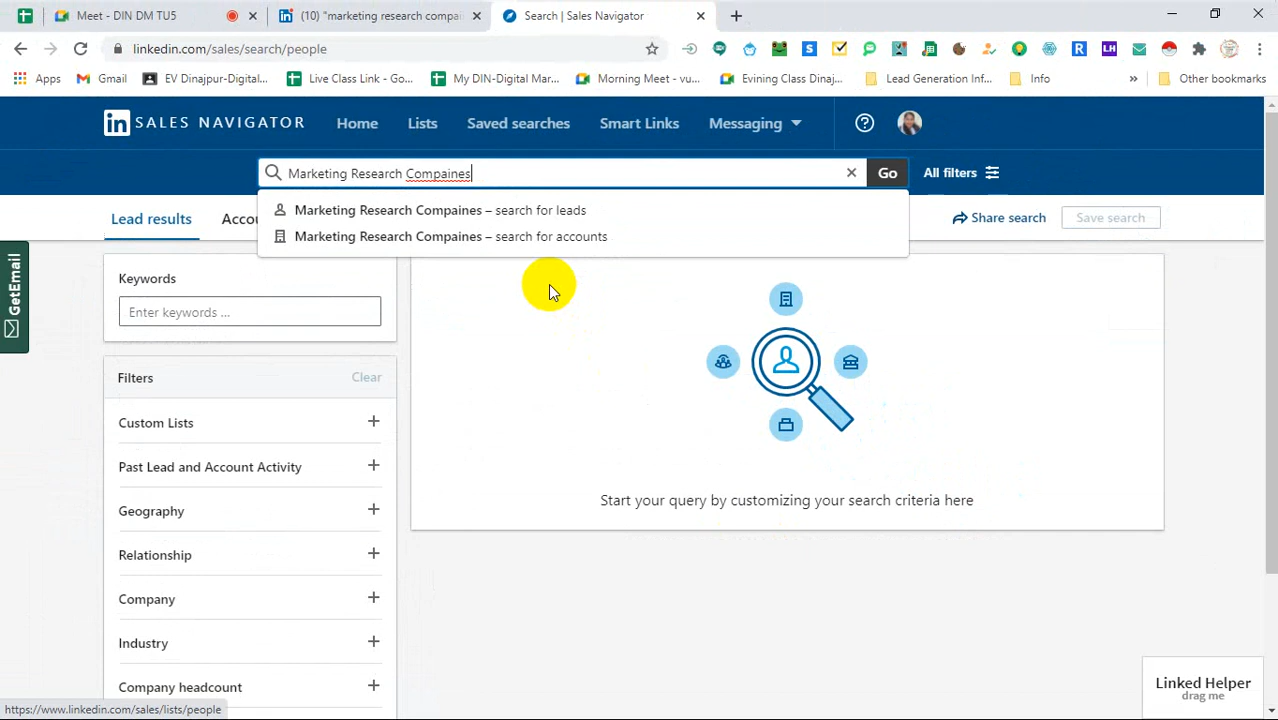 Meet - DIN DM TU5
(10) "marketing research compai
Search | Sales Navigator
linkedin.com/sales/search/people
Apps
Gmail
EV Dinajpur-Digital...
Live Class Link - Go...
My DIN-Digital Mar...
Morning Meet - vu...
Evining Class Dinaj...
Lead Generation Inf...
Info
»
Other bookmarks
in SALES NAVIGATOR
Home
Lists
Saved searches
Smart Links
Messaging
Marketing Research Compaines
Go
All filters
Marketing Research Compaines – search for leads
Marketing Research Compaines – search for accounts
Lead results
Accou
Share search
Save search
GetEmail
Keywords
Enter keywords ...
Filters
Clear
Custom Lists
Past Lead and Account Activity
Geography
Relationship
Company
Industry
Company headcount
Start your query by customizing your search criteria here
Linked Helper
drag me
https://www.linkedin.com/sales/lists/people